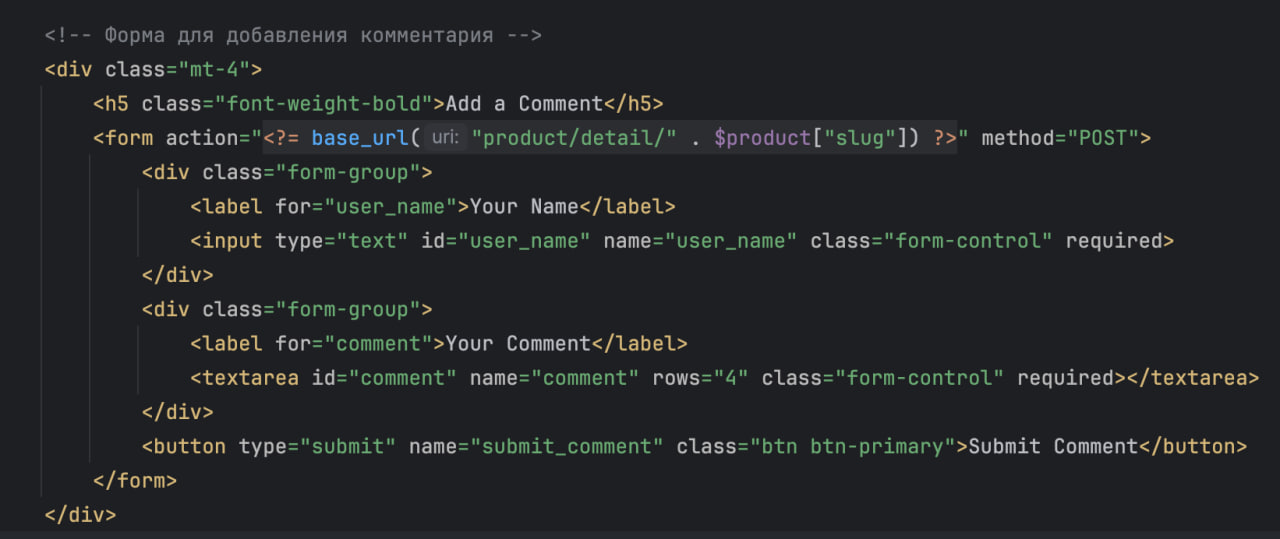 <!-- Форма для добавления комментария -->
<div class="mt-4">
<h5 class="font-weight-bold">Add a Comment</h5>
<form action="<?= base_url( uri: "product/detail/" . $product["slug"]) ?>" method="POST">
<div class="form-group">
<label for="user_name">Your Name</label>
<input type="text" id="user_name" name="user_name" class="form-control" required>
</div>
<div class="form-group">
<label for="comment">Your Comment</label>
<textarea id="comment" name="comment" rows="4" class="form-control" required></textarea>
</div>
<button type="submit" name="submit_comment" class="btn btn-primary">Submit Comment</button>
</form>
</div>